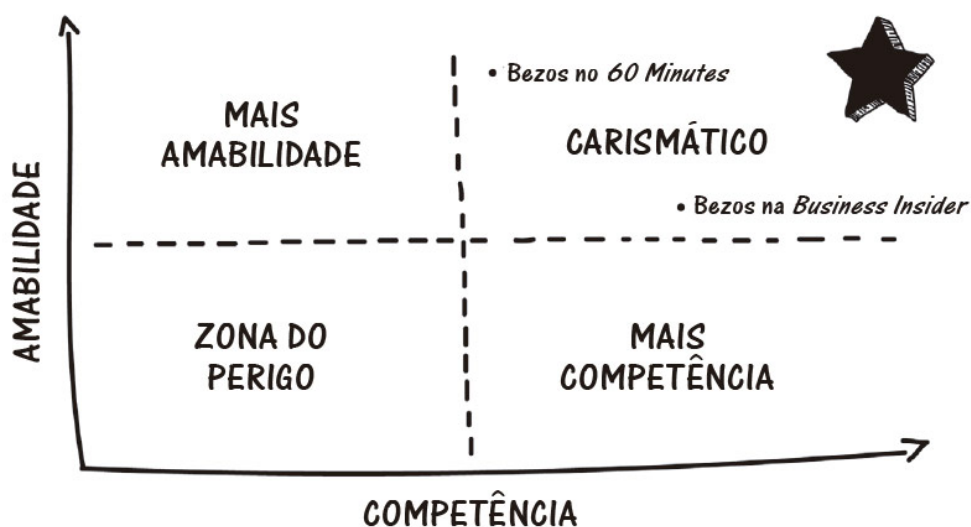 • Bezos no 60 Minutes
MAIS
AMABILIDADE
CARISMÁTICO
• Bezos na Business Insider
AMABILIDADE
ZONA DO
PERIGO
MAIS
COMPETÊNCIA
COMPETÊNCIA